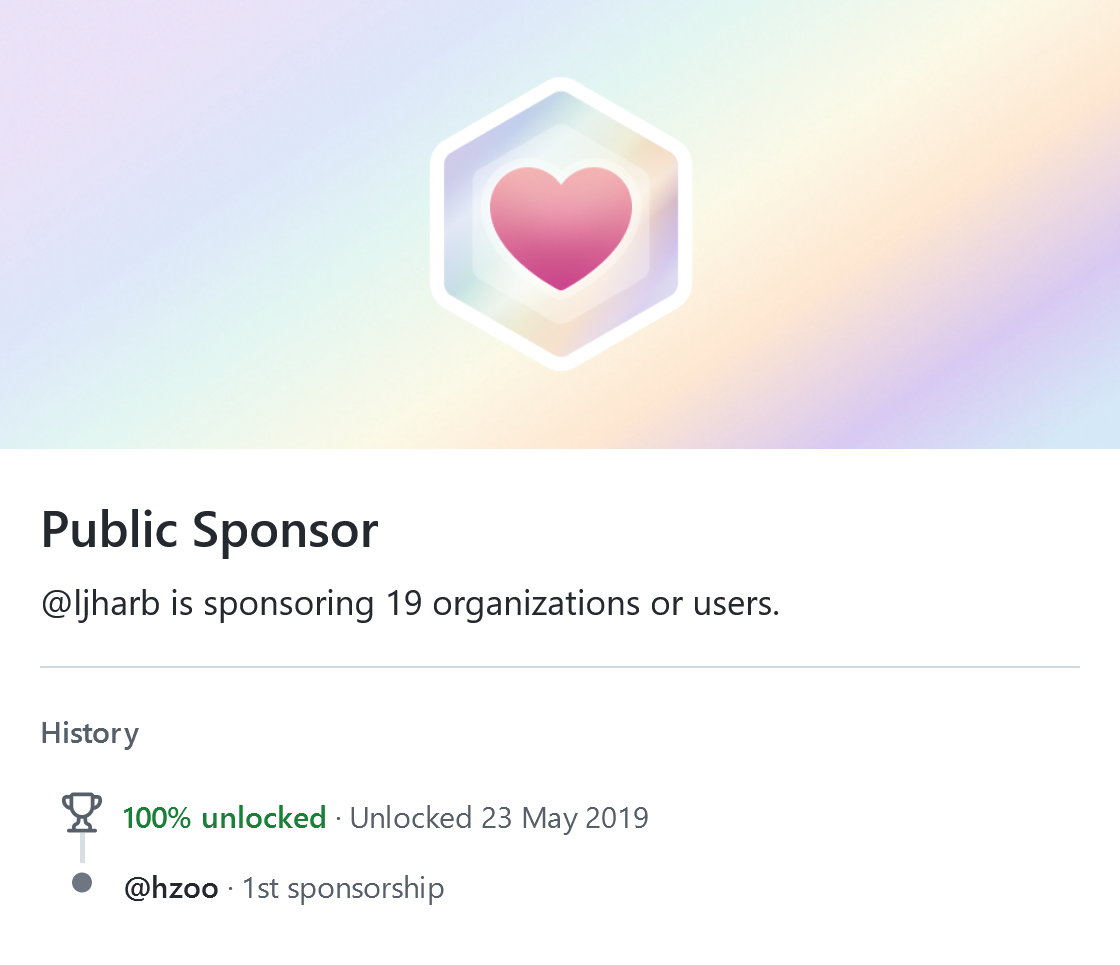 Public Sponsor
@ljharb is sponsoring 19 organizations or users.
History
100% unlocked · Unlocked 23 May 2019
@hzoo · 1st sponsorship